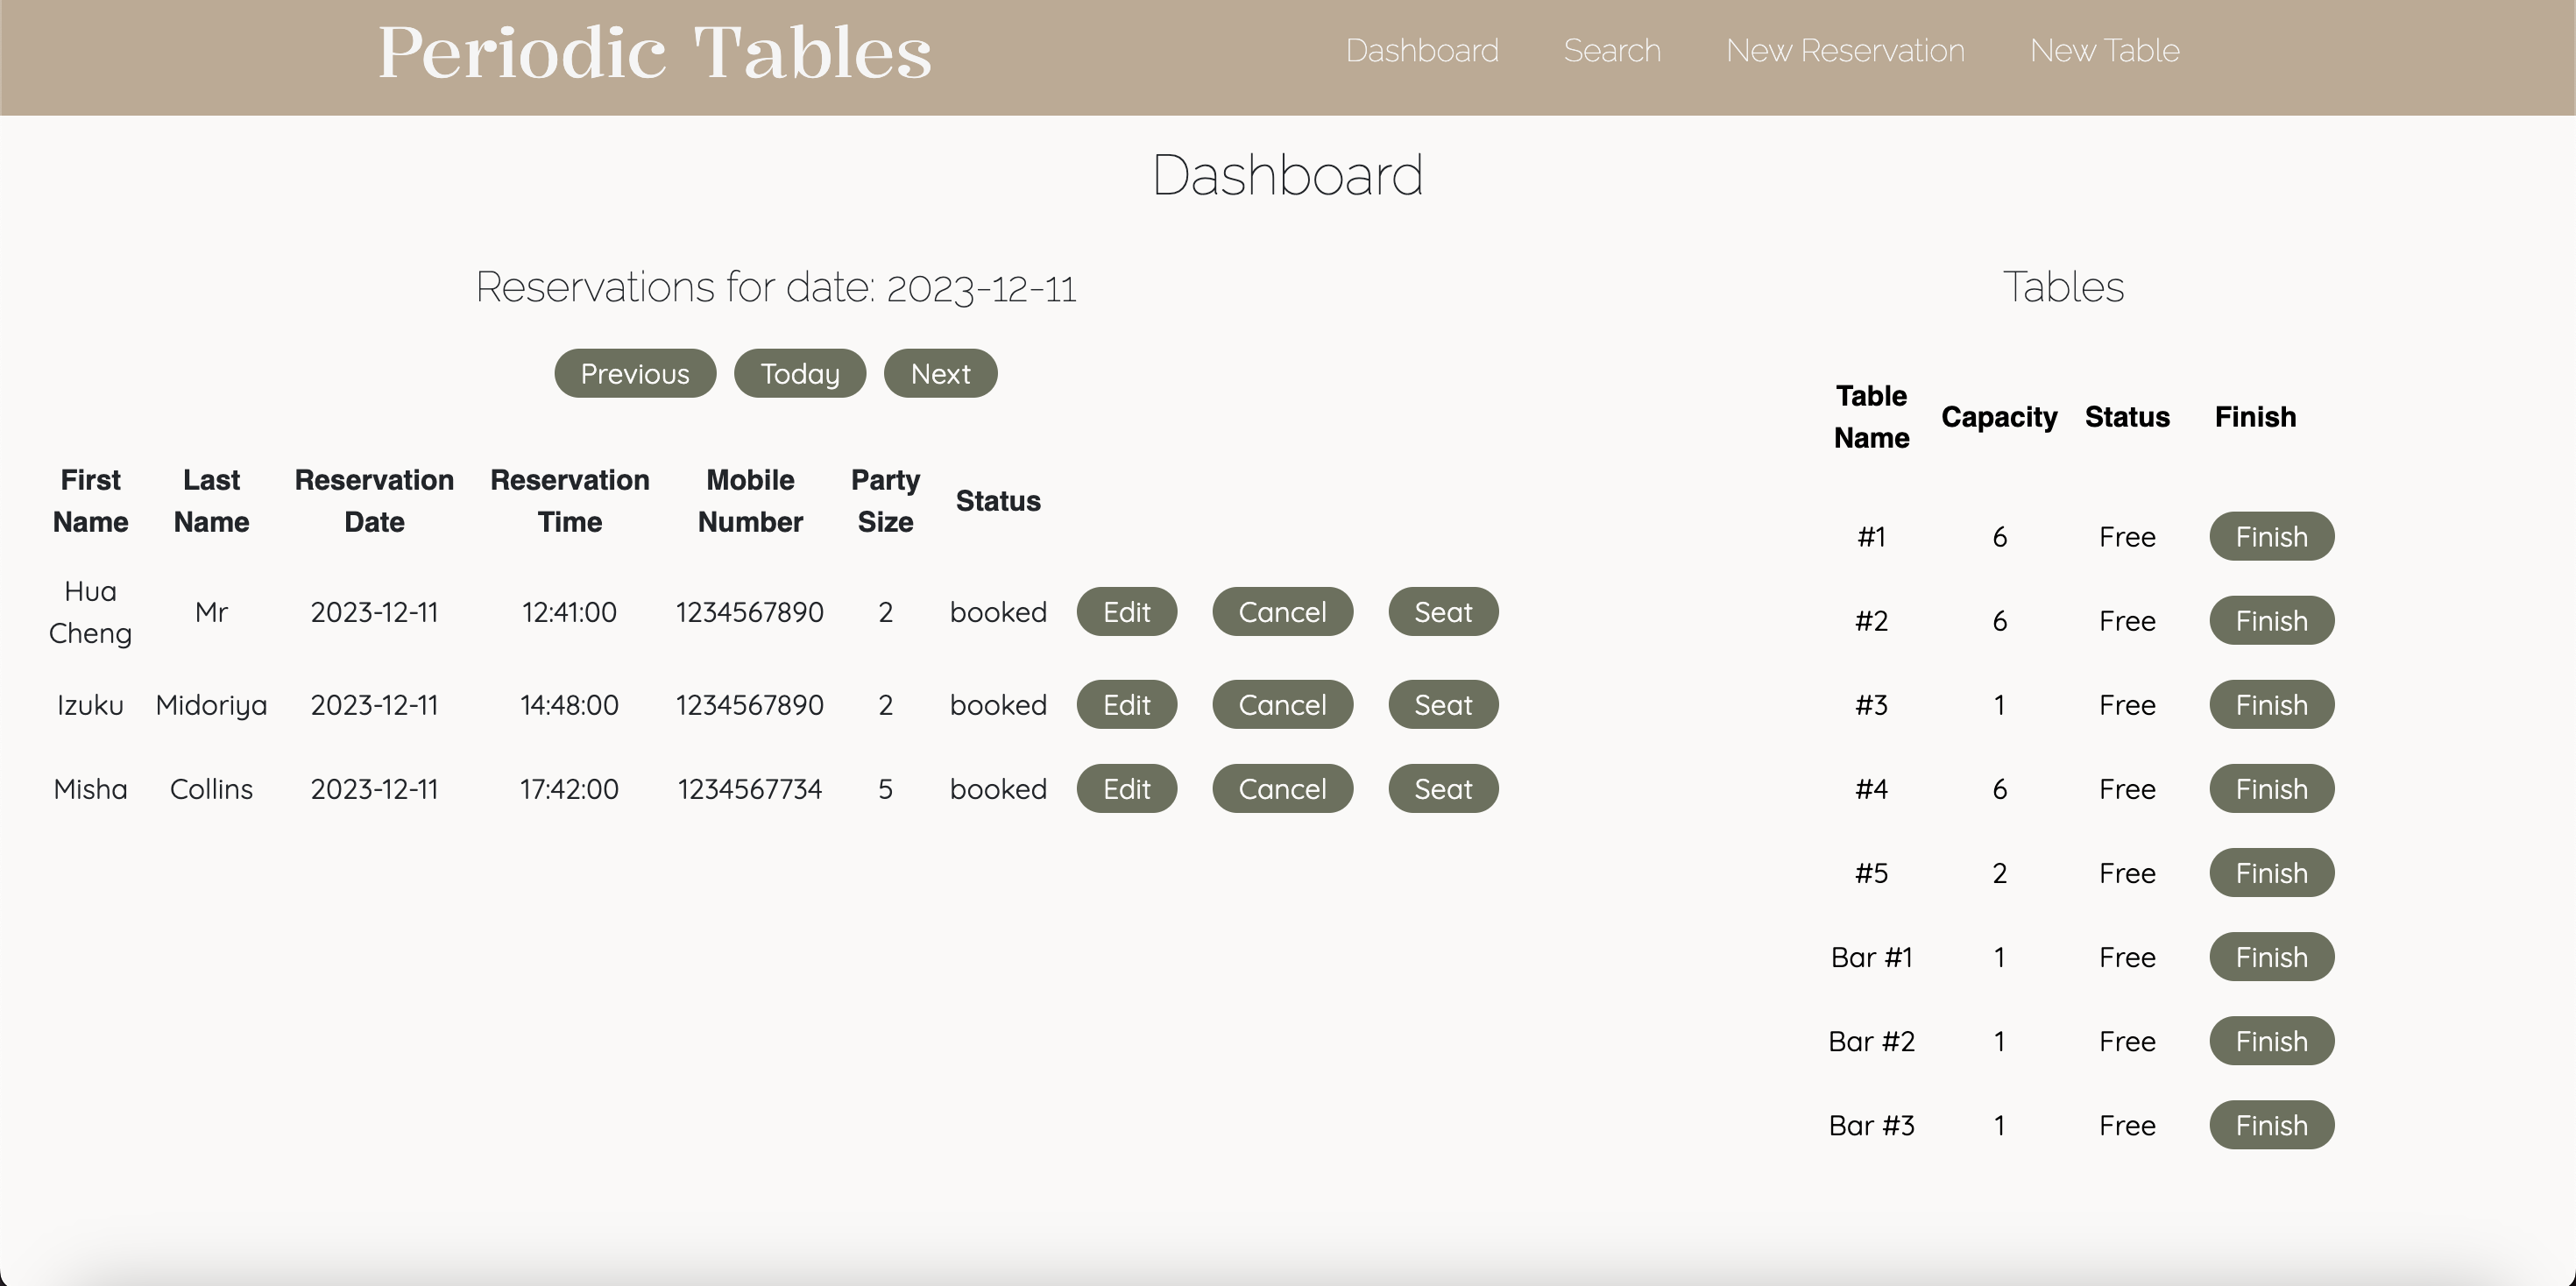 Periodic Tables Dashboard Search New Reservation New Table
Dashboard
Reservations for date: 2023-12-11
Previous Today Next
First Name Last Name Reservation Date Reservation Time Mobile Number Party Size Status
Hua Cheng Mr 2023-12-11 12:41:00 1234567890 2 booked Edit Cancel Seat
Izuku Midoriya 2023-12-11 14:48:00 1234567890 2 booked Edit Cancel Seat
Misha Collins 2023-12-11 17:42:00 1234567734 5 booked Edit Cancel Seat
Tables
Table Name Capacity Status Finish
#1 6 Free Finish
#2 6 Free Finish
#3 1 Free Finish
#4 6 Free Finish
#5 2 Free Finish
Bar #1 1 Free Finish
Bar #2 1 Free Finish
Bar #3 1 Free Finish